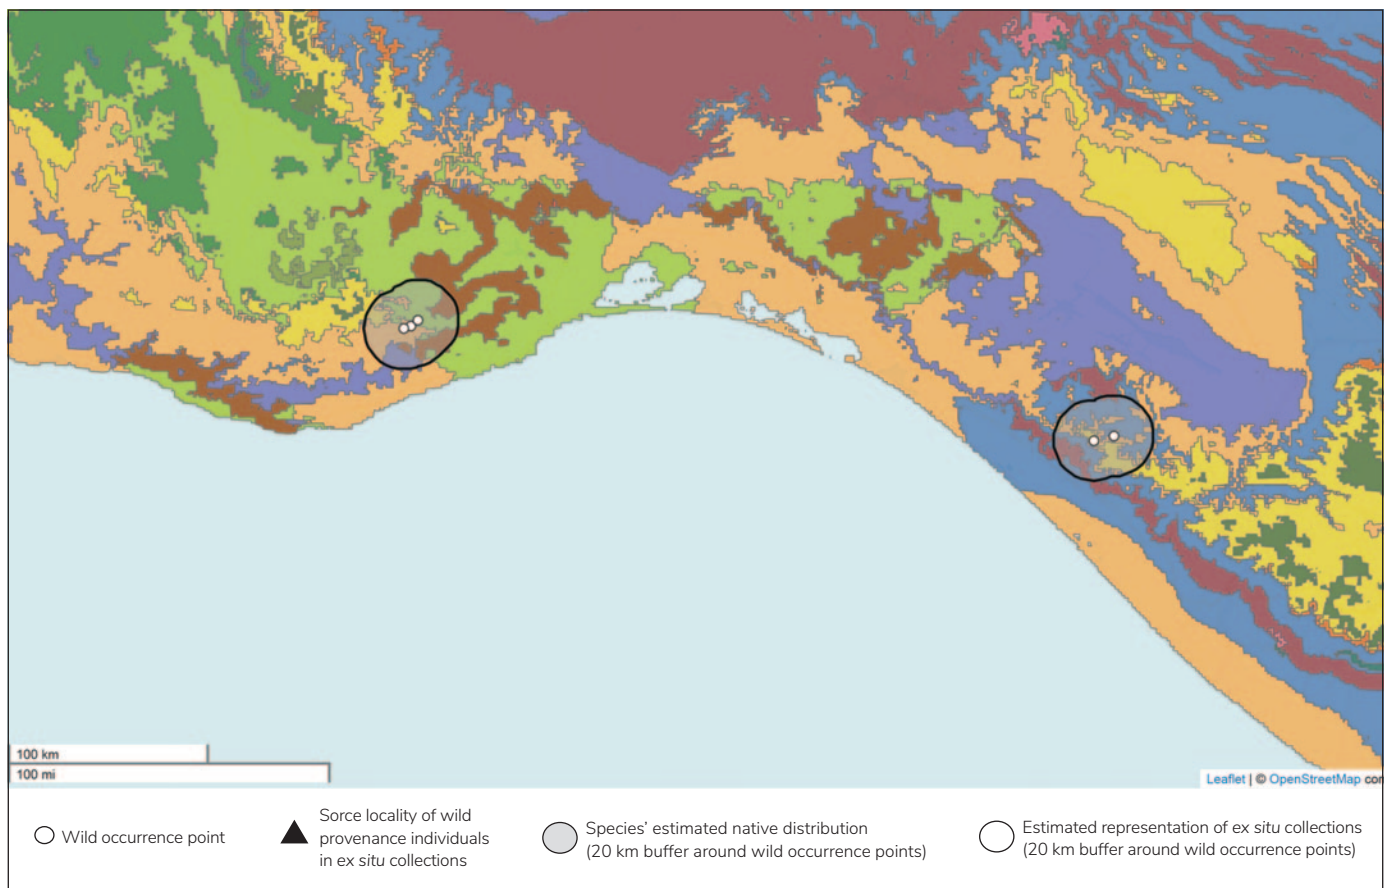 100 km
100 mi
Leaflet | © OpenStreetMap con
Wild occurrence point
Sorce locality of wild
provenance individuals
in ex situ collections
Species’ estimated native distribution
(20 km buffer around wild occurrence points)
Estimated representation of ex situ collections
(20 km buffer around wild occurrence points)